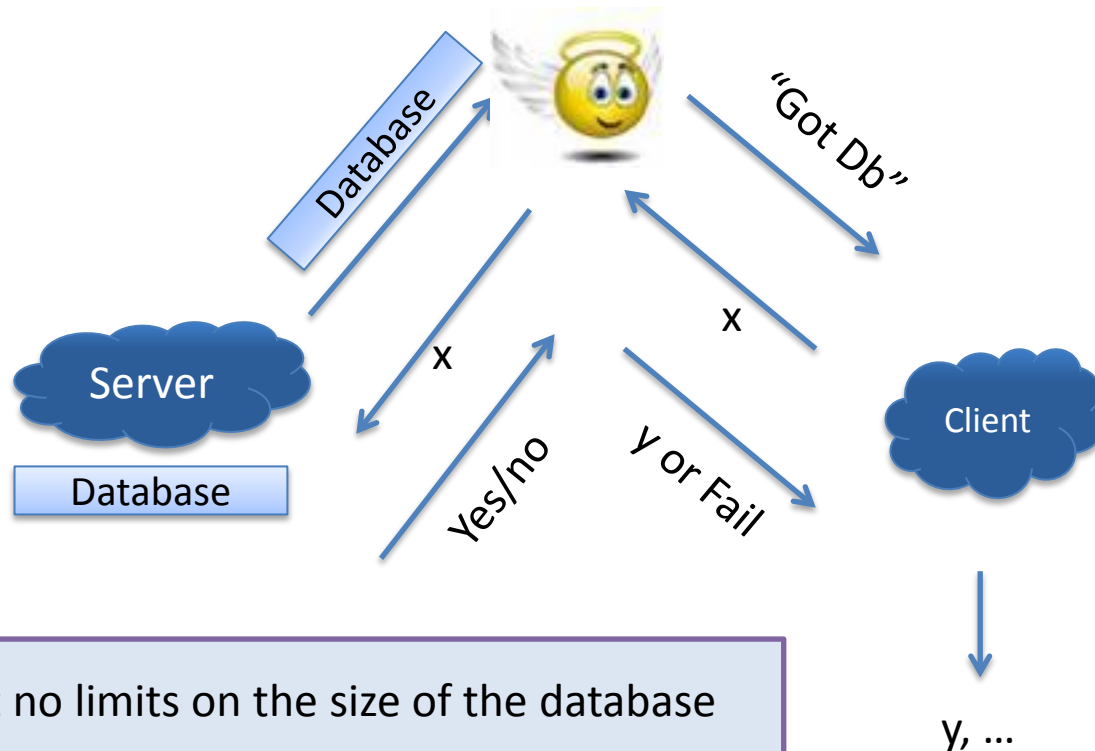 Database
“Got Db”
x
x
Server
Client
Database
Yes/no
y or Fail
no limits on the size of the database
y, ...